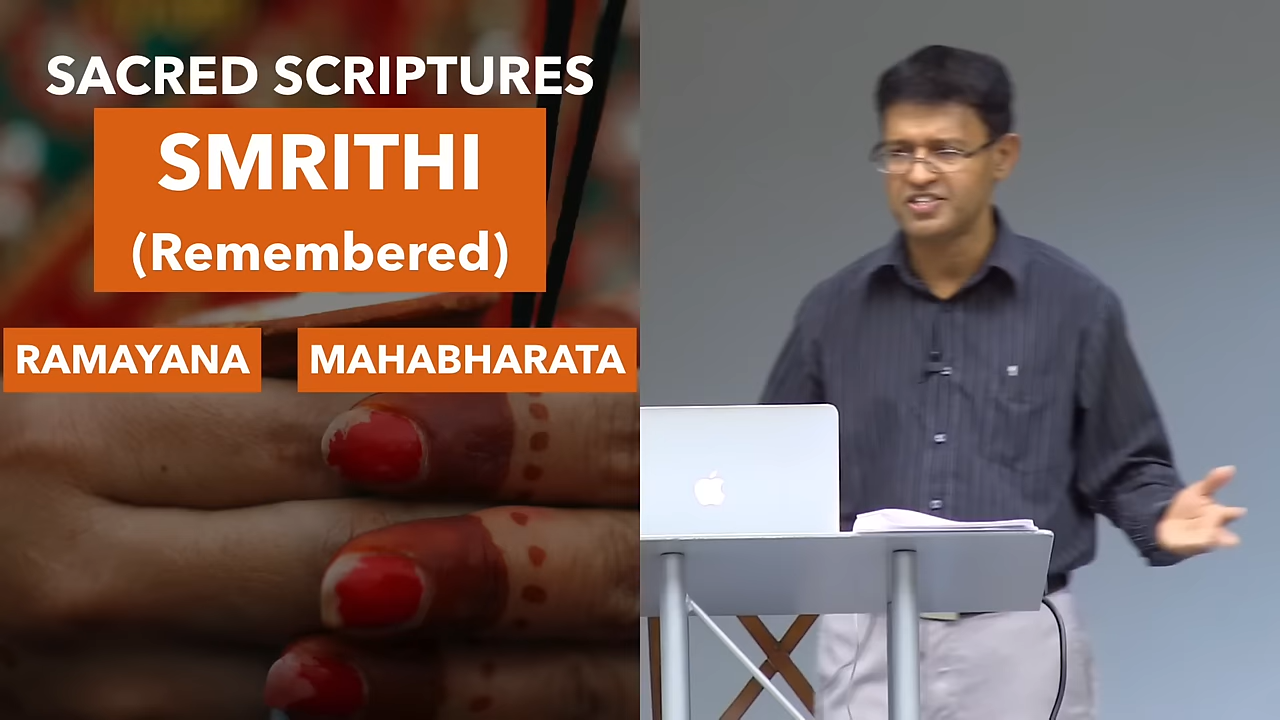 SACRED SCRIPTURES
SMRITHI
(Remembered)
RAMAYANA
MAHABHARATA